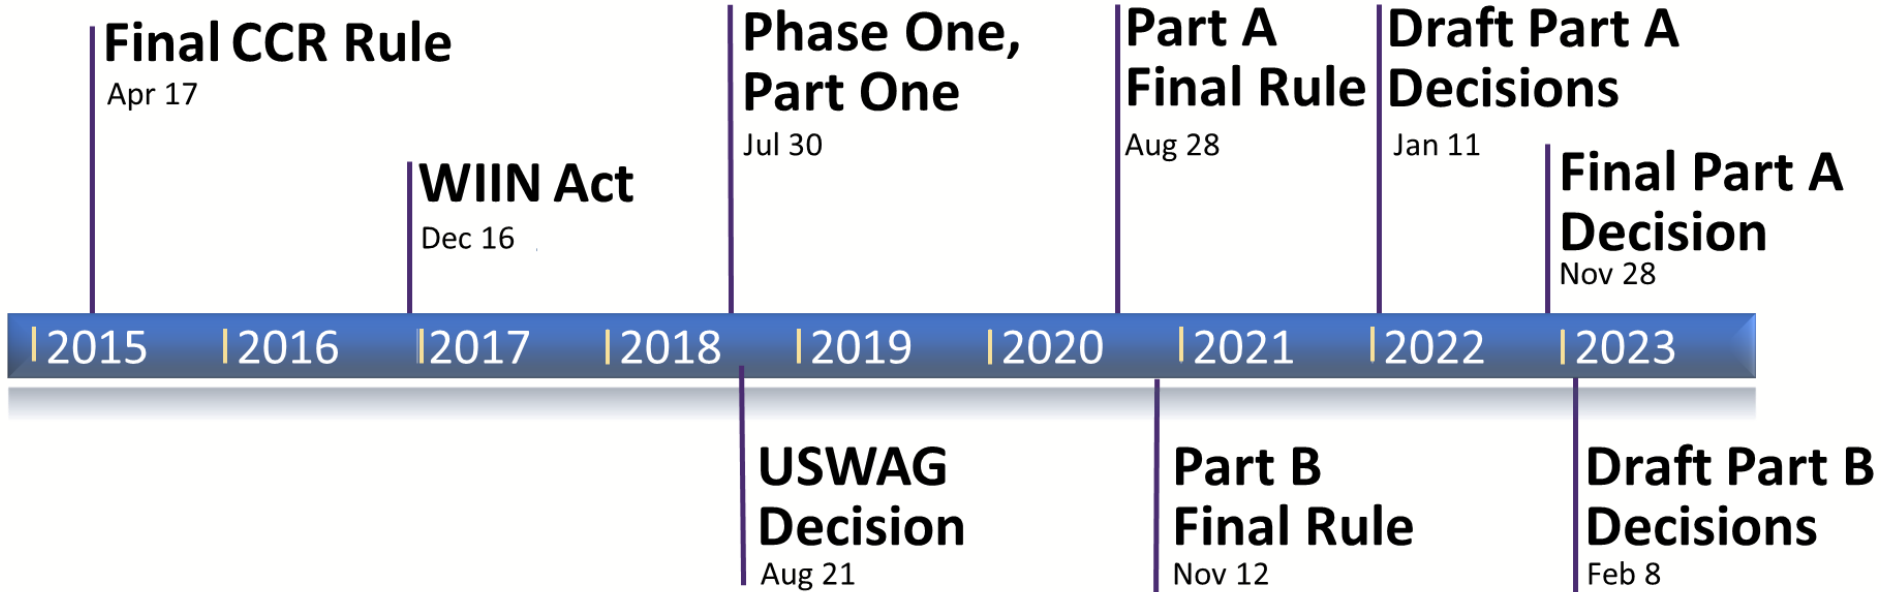 Final CCR Rule
Apr 17
WIIN Act
Dec 16
Phase One,
Part One
Jul 30
Part A
Final Rule
Aug 28
Draft Part A
Decisions
Jan 11
Final Part A
Decision
Nov 28
2015 2016 2017 2018 2019 2020 2021 2022 2023
USWAG
Decision
Aug 21
Part B
Final Rule
Nov 12
Draft Part B
Decisions
Feb 8